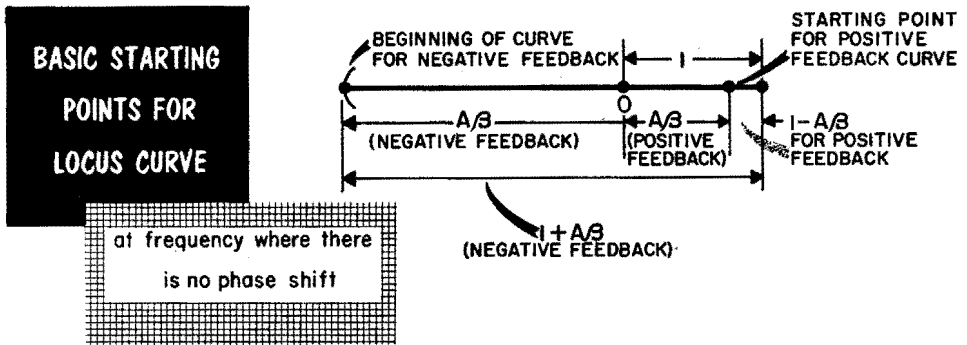 BASIC STARTING
POINTS FOR
LOCUS CURVE
at frequency where there
is no phase shift
BEGINNING OF CURVE
FOR NEGATIVE FEEDBACK
1
STARTING POINT
FOR POSITIVE
FEEDBACK CURVE
0
Aβ
(NEGATIVE FEEDBACK)
Aβ
(POSITIVE
FEEDBACK)
1-Aβ
FOR POSITIVE
FEEDBACK
1+Aβ
(NEGATIVE FEEDBACK)